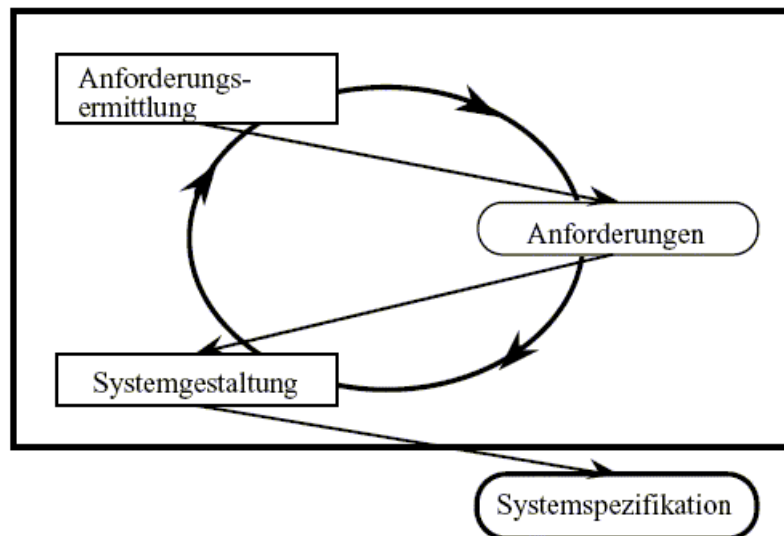 Anforderungs-
ermittlung
Anforderungen
Systemgestaltung
Systemspezifikation